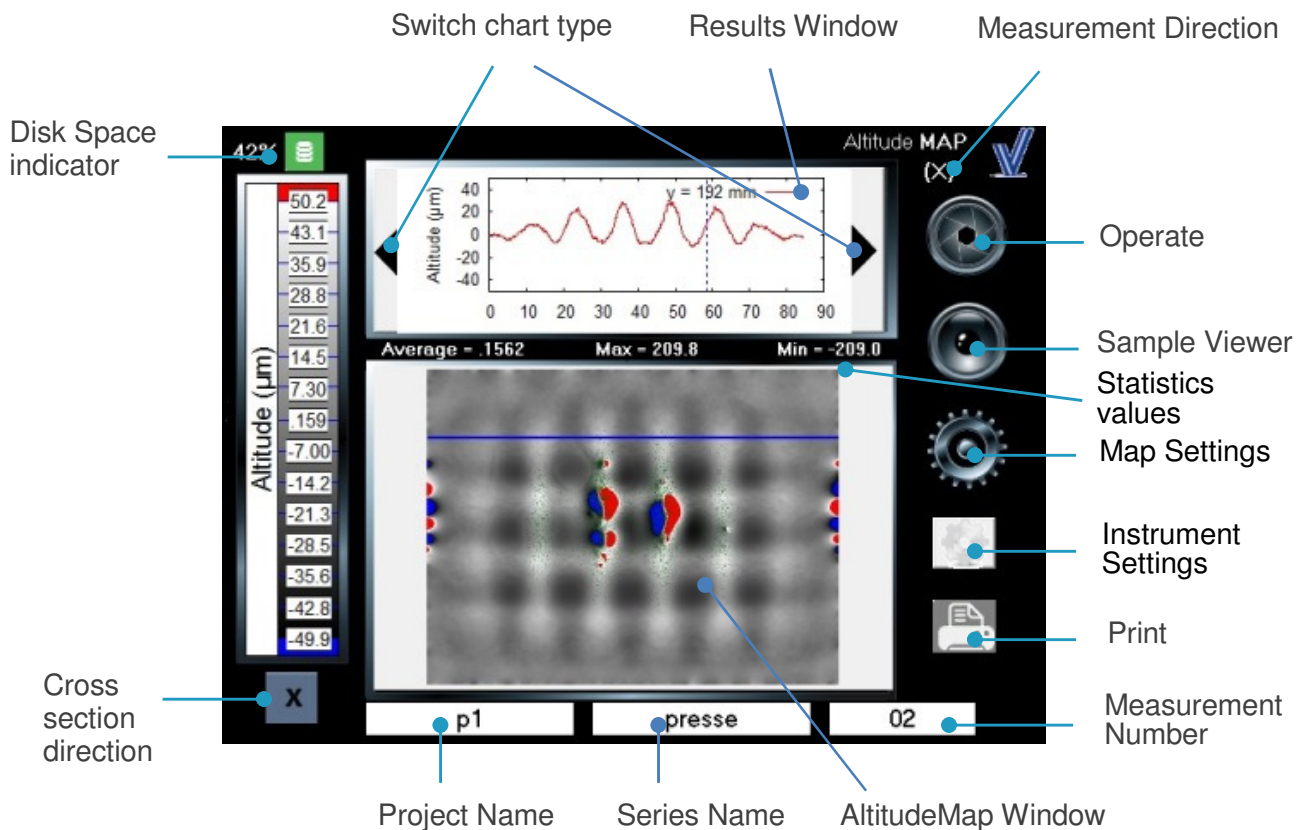 Switch chart type
Results Window
Measurement Direction
Disk Space
indicator
42%
Altitude MAP
(X)
50.2
43.1
35.9
28.8
21.6
14.5
7.30
.159
-7.00
-14.2
-21.3
-28.5
-35.6
-42.8
-49.9
Altitude (µm)
Altitude (µm)
40
20
0
-20
-40
y = 192 mm
0 10 20 30 40 50 60 70 80 90
Average = .1562 Max = 209.8 Min = -209.0
Operate
Sample Viewer
Statistics
values
Map Settings
Instrument
Settings
Print
Measurement
Number
Cross
section
direction
X
p1
presse
02
Project Name
Series Name
AltitudeMap Window